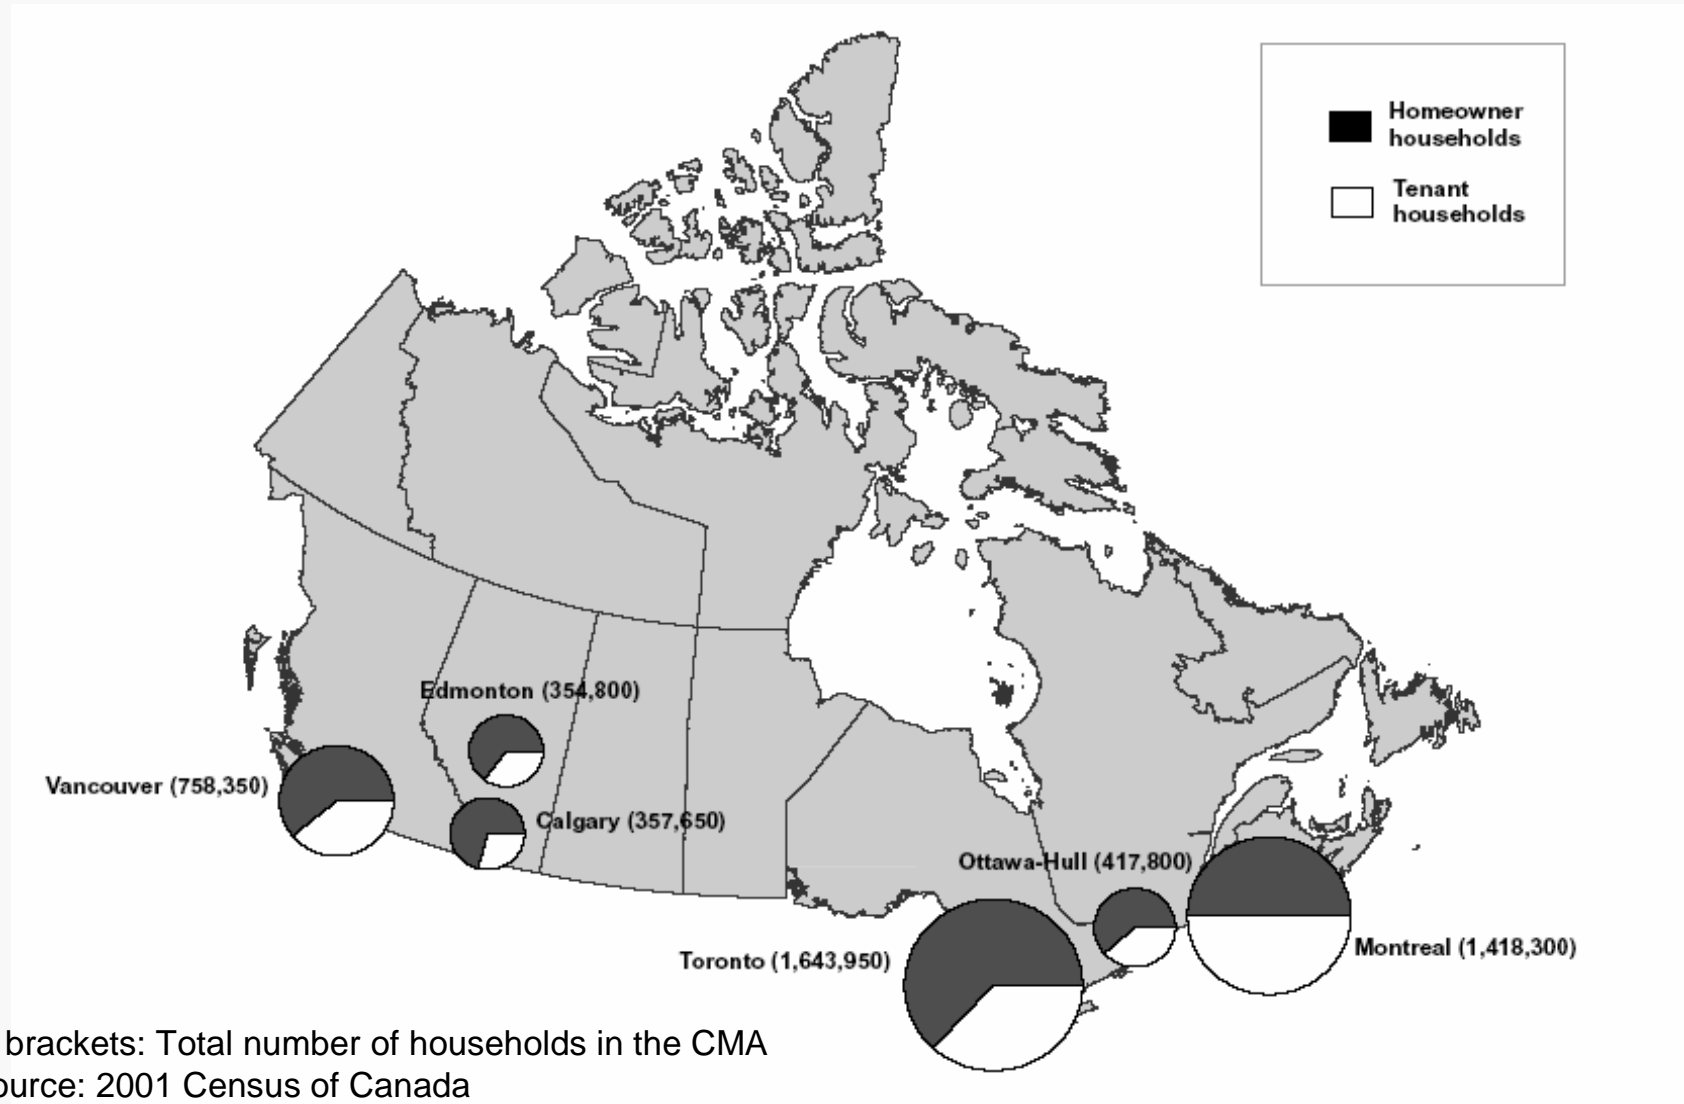 Homeowner
households
Tenant
households
Edmonton (354,800)
Vancouver (758,350)
Calgary (357,650)
Ottawa-Hull (417,800)
Montreal (1,418,300)
Toronto (1,643,950)
brackets: Total number of households in the CMA
ource: 2001 Census of Canada